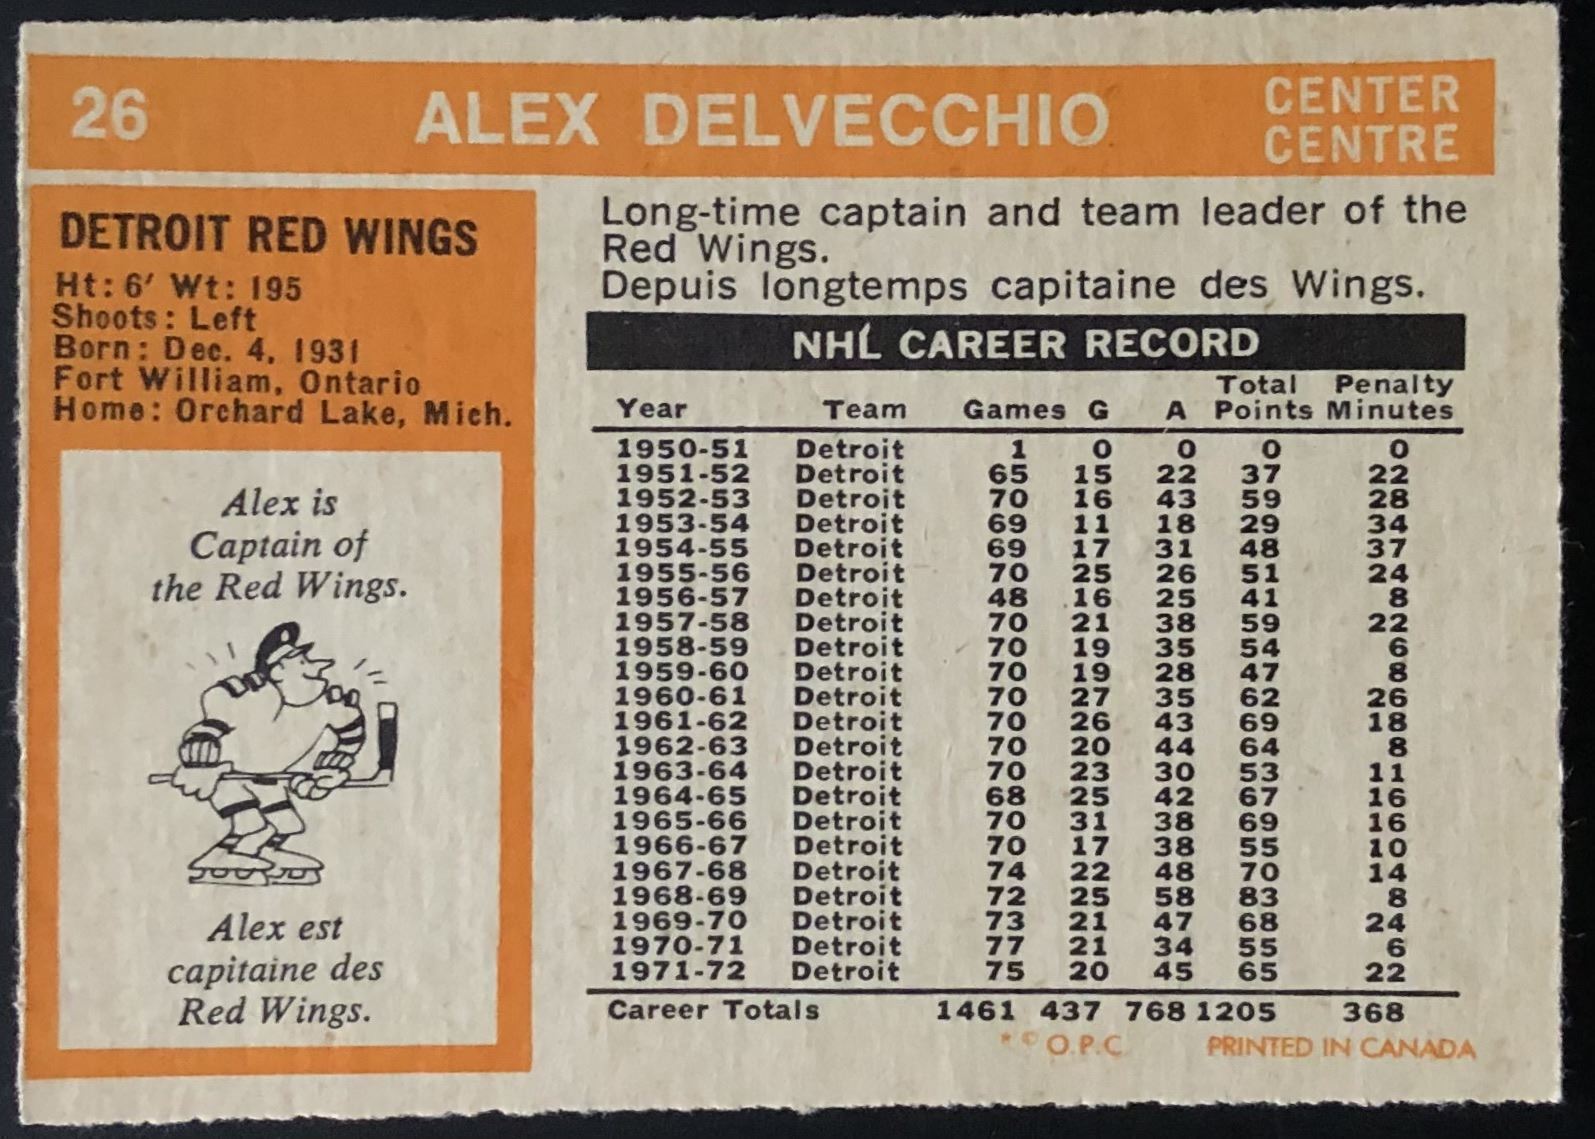 26 ALEX DELVECCHIO CENTER
CENTRE
DETROIT RED WINGS
Ht: 6' Wt: 195
Shoots: Left
Born: Dec. 4, 1931
Fort William, Ontario
Home: Orchard Lake, Mich.
Alex is
Captain of
the Red Wings.
Alex est
capitaine des
Red Wings.
Long-time captain and team leader of the
Red Wings.
Depuis longtemps capitaine des Wings.
NHL CAREER RECORD
Total Penalty
Year Team Games G A Points Minutes
1950-51 Detroit 1 0 0 0 0
1951-52 Detroit 65 15 22 37 22
1952-53 Detroit 70 16 43 59 28
1953-54 Detroit 69 11 18 29 34
1954-55 Detroit 69 17 31 48 37
1955-56 Detroit 70 25 26 51 24
1956-57 Detroit 48 16 25 41 8
1957-58 Detroit 70 21 38 59 22
1958-59 Detroit 70 19 35 54 6
1959-60 Detroit 70 19 28 47 8
1960-61 Detroit 70 27 35 62 26
1961-62 Detroit 70 26 43 69 18
1962-63 Detroit 70 20 44 64 8
1963-64 Detroit 70 23 30 53 11
1964-65 Detroit 68 25 42 67 16
1965-66 Detroit 70 31 38 69 16
1966-67 Detroit 70 17 38 55 10
1967-68 Detroit 74 22 48 70 14
1968-69 Detroit 72 25 58 83 8
1969-70 Detroit 73 21 47 68 24
1970-71 Detroit 77 21 34 55 6
1971-72 Detroit 75 20 45 65 22
Career Totals 1461 437 768 1205 368
* © O.P.C PRINTED IN CANADA